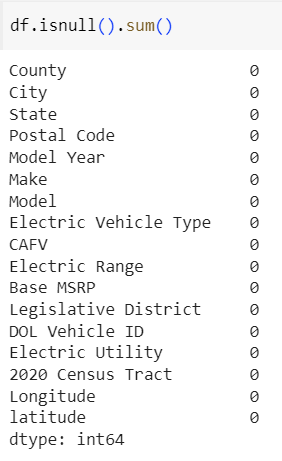 df.isnull().sum()
County 0
City 0
State 0
Postal Code 0
Model Year 0
Make 0
Model 0
Electric Vehicle Type 0
CAFV 0
Electric Range 0
Base MSRP 0
Legislative District 0
DOL Vehicle ID 0
Electric Utility 0
2020 Census Tract 0
Longitude 0
latitude 0
dtype: int64